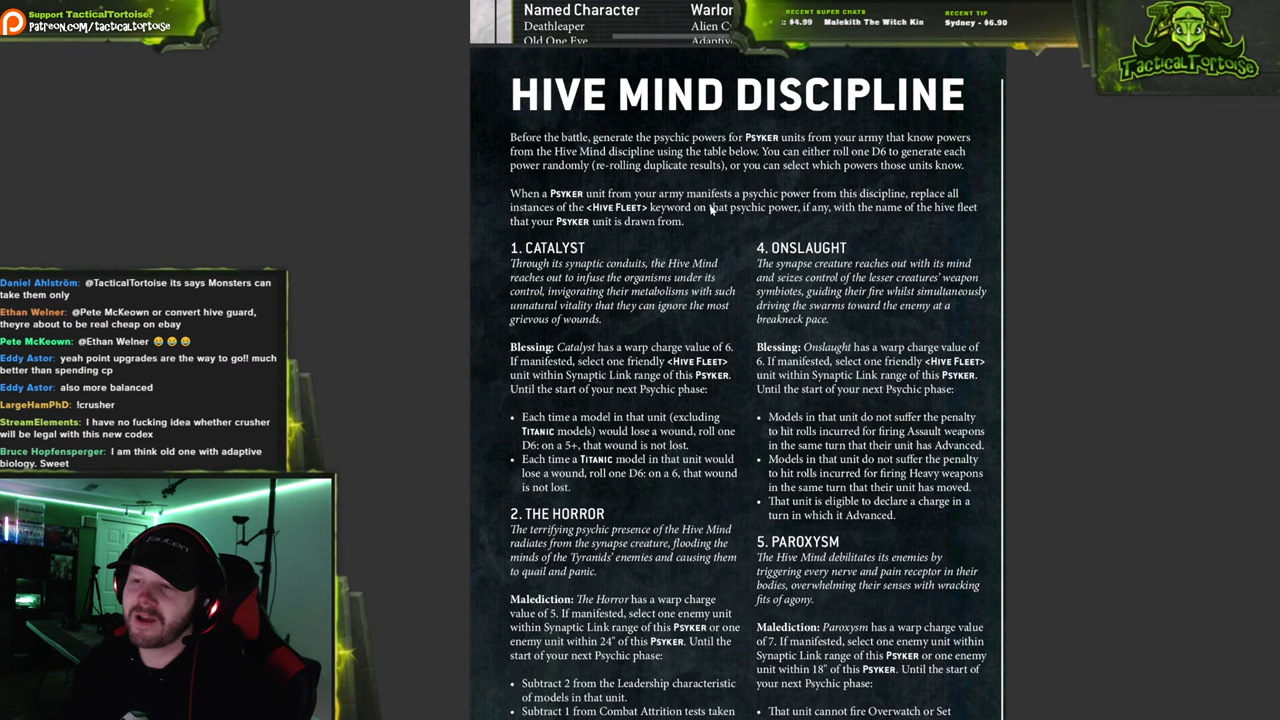 Support TacticalTortoise!
Patreon.com/tacticaltortoise
Named Character
Deathleaper
Old One Eye
Warlor
Alien C
Adaptiv
RECENT SUPER CHATS
:: $4.99 Malekith The Witch Kin
RECENT TIP
Sydney - $6.90
TACTICALTORTOISE
HIVE MIND DISCIPLINE
Before the battle, generate the psychic powers for PSYKER units from your army that know powers
from the Hive Mind discipline using the table below. You can either roll one D6 to generate each
power randomly (re-rolling duplicate results), or you can select which powers those units know.
When a PSYKER unit from your army manifests a psychic power from this discipline, replace all
instances of the <HIVE FLEET> keyword on that psychic power, if any, with the name of the hive fleet
that your PSYKER unit is drawn from.
1. CATALYST
Through its synaptic conduits, the Hive Mind
reaches out to infuse the organisms under its
control, invigorating their metabolisms with such
unnatural vitality that they can ignore the most
grievous of wounds.
Blessing: Catalyst has a warp charge value of 6.
If manifested, select one friendly <HIVE FLEET>
unit within Synaptic Link range of this PSYKER.
Until the start of your next Psychic phase:
• Each time a model in that unit (excluding
TITANIC models) would lose a wound, roll one
D6: on a 5+, that wound is not lost.
• Each time a TITANIC model in that unit would
lose a wound, roll one D6: on a 6, that wound
is not lost.
2. THE HORROR
The terrifying psychic presence of the Hive Mind
radiates from the synapse creature, flooding the
minds of the Tyranids' enemies and causing them
to quail and panic.
Malediction: The Horror has a warp charge
value of 5. If manifested, select one enemy unit
within Synaptic Link range of this PSYKER or one
enemy unit within 24" of this PSYKER. Until the
start of your next Psychic phase:
• Subtract 2 from the Leadership characteristic
of models in that unit.
• Subtract 1 from Combat Attrition tests taken
4. ONSLAUGHT
The synapse creature reaches out with its mind
and seizes control of the lesser creatures' weapon
symbiotes, guiding their fire whilst simultaneously
driving the swarms toward the enemy at a
breakneck pace.
Blessing: Onslaught has a warp charge value of
6. If manifested, select one friendly <HIVE FLEET>
unit within Synaptic Link range of this PSYKER.
Until the start of your next Psychic phase:
• Models in that unit do not suffer the penalty
to hit rolls incurred for firing Assault weapons
in the same turn that their unit has Advanced.
• Models in that unit do not suffer the penalty
to hit rolls incurred for firing Heavy weapons
in the same turn that their unit has moved.
• That unit is eligible to declare a charge in a
turn in which it Advanced.
5. PAROXYSM
The Hive Mind debilitates its enemies by
triggering every nerve and pain receptor in their
bodies, overwhelming their senses with wracking
fits of agony.
Malediction: Paroxysm has a warp charge value
of 7. If manifested, select one enemy unit within
Synaptic Link range of this PSYKER or one enemy
unit within 18" of this PSYKER. Until the start of
your next Psychic phase:
• That unit cannot fire Overwatch or Set
Daniel Ahlström: @TacticalTortoise its says Monsters can
take them only
Ethan Welner: @Pete McKeown or convert hive guard,
theyre about to be real cheap on ebay
Pete McKeown: @Ethan Welner 😂 😂 😂
Eddy Astor: yeah point upgrades are the way to go!! much
better than spending cp
Eddy Astor: also more balanced
LargeHamPhD: !crusher
StreamElements: I have no fucking idea whether crusher
will be legal with this new codex
Bruce Hopfensperger: I am think old one with adaptive
biology. Sweet